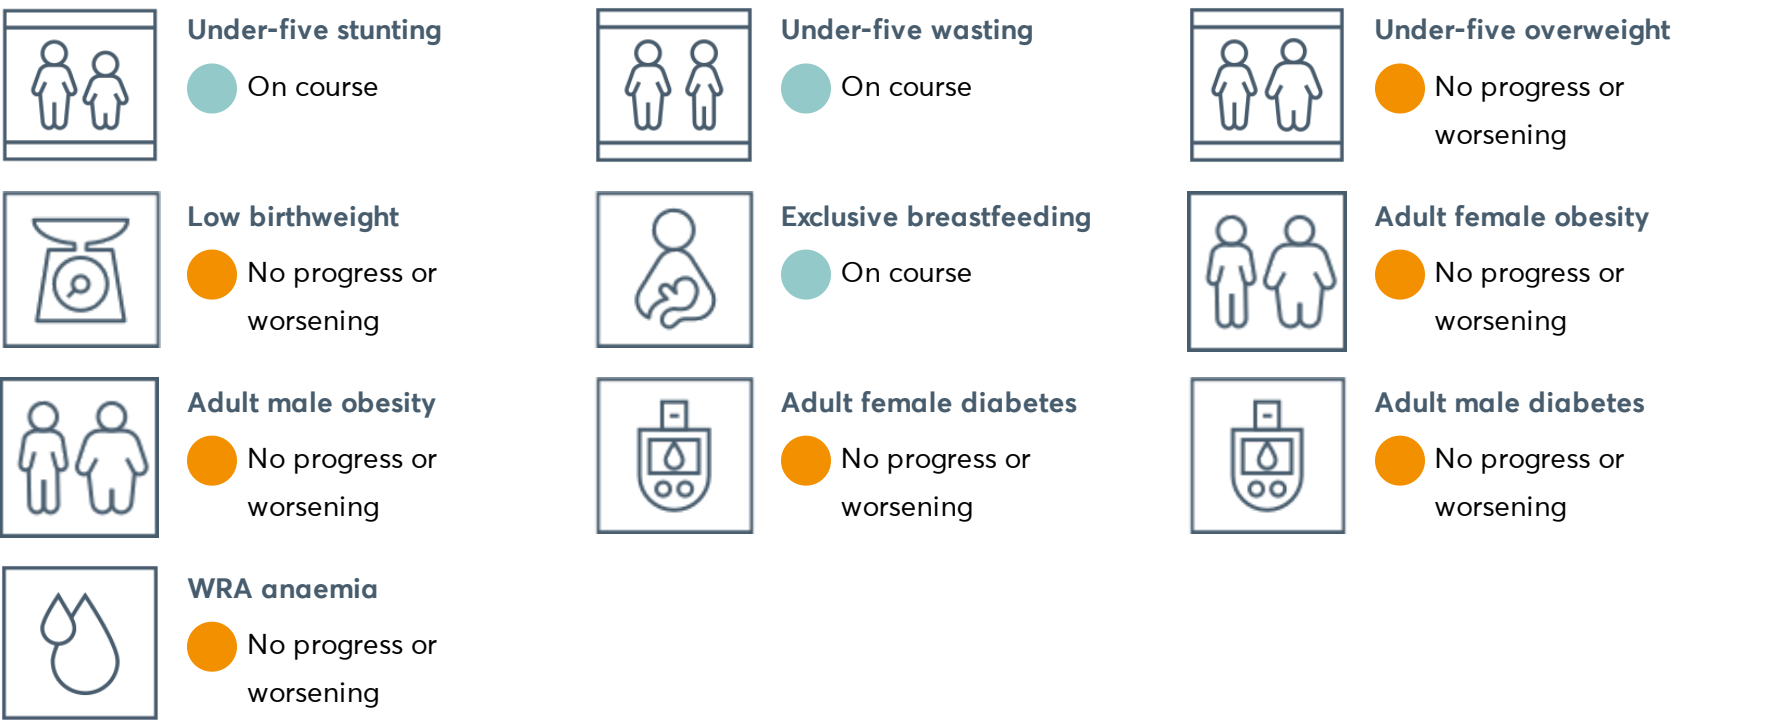 Under-five stunting
On course
Under-five wasting
On course
Under-five overweight
No progress or
worsening
Low birthweight
No progress or
worsening
Exclusive breastfeeding
On course
Adult female obesity
No progress or
worsening
Adult male obesity
No progress or
worsening
Adult female diabetes
No progress or
worsening
Adult male diabetes
No progress or
worsening
WRA anaemia
No progress or
worsening